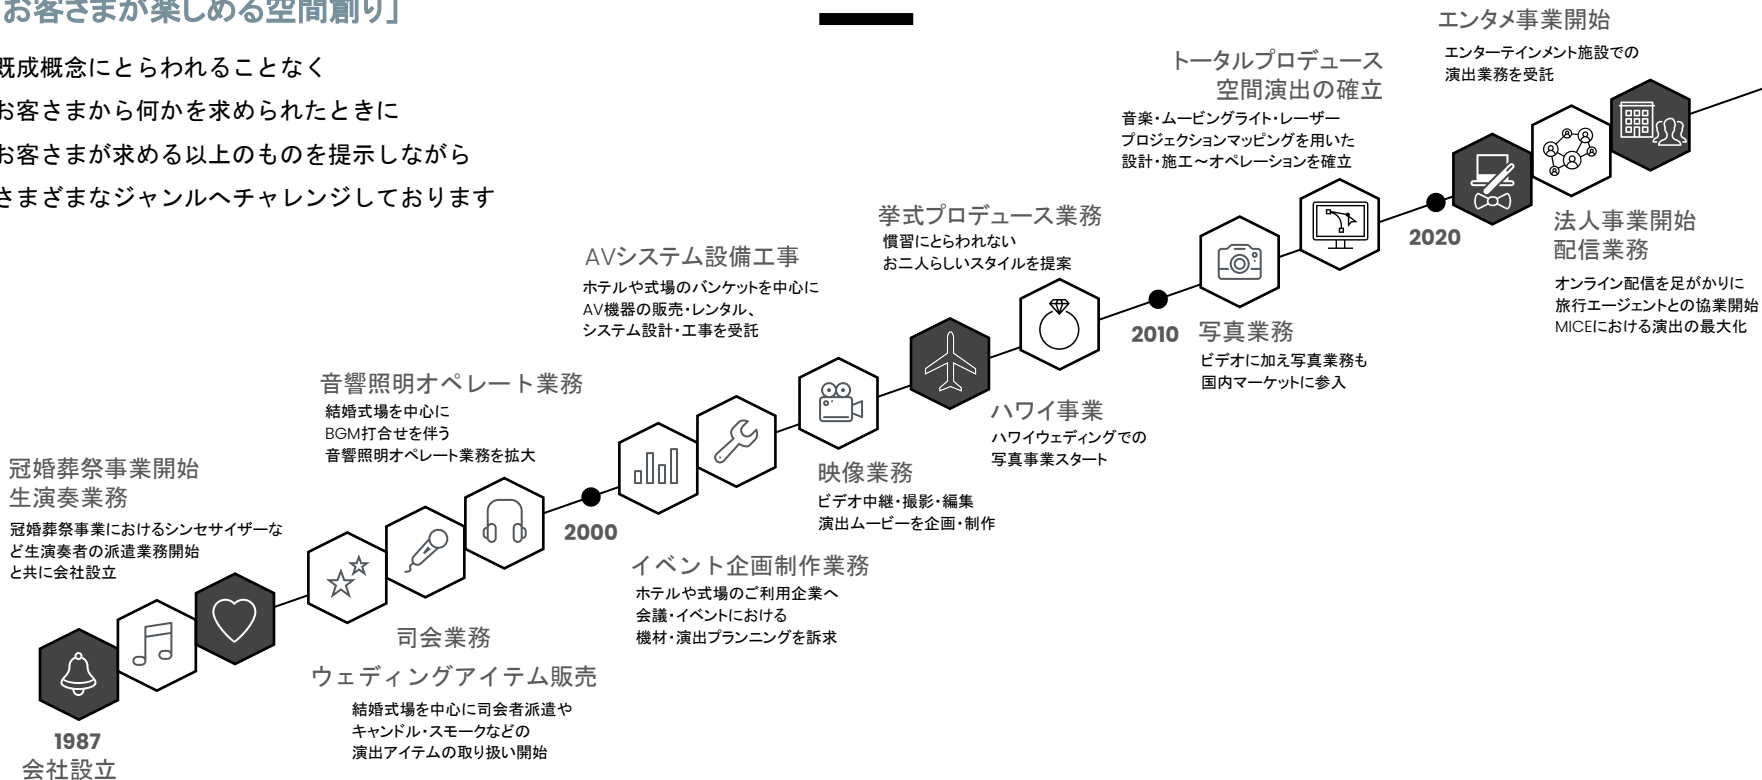 お客さまが楽しめる空間創り］
既成概念にとらわれることなく
お客さまから何かを求められたときに
お客さまが求める以上のものを提示しながら
さまざまなジャンルへチャレンジしております
冠婚葬祭事業開始
生演奏業務
冠婚葬祭事業におけるシンセサイザーな
ど生演奏者の派遣業務開始
と共に会社設立
1987
会社設立
音響照明オペレート業務
結婚式場を中心に
BGM打合せを伴う
音響照明オペレート業務を拡大
司会業務
ウェディングアイテム販売
結婚式場を中心に司会者派遣や
キャンドル・スモークなどの
演出アイテムの取り扱い開始
2000
AVシステム設備工事
ホテルや式場のバンケットを中心に
AV機器の販売・レンタル、
システム設計・工事を受託
イベント企画制作業務
ホテルや式場のご利用企業へ
会議・イベントにおける
機材・演出プランニングを訴求
映像業務
ビデオ中継・撮影・編集
演出ムービーを企画・制作
挙式プロデュース業務
慣習にとらわれない
お二人らしいスタイルを提案
ハワイ事業
ハワイウェディングでの
写真事業スタート
2010
写真業務
ビデオに加え写真業務も
国内マーケットに参入
トータルプロデュース
空間演出の確立
音楽・ムービングライト・レーザー
プロジェクションマッピングを用いた
設計・施工～オペレーションを確立
2020
エンタメ事業開始
エンターテインメント施設での
演出業務を受託
法人事業開始
配信業務
オンライン配信を足がかりに
旅行エージェントとの協業開始
MICEにおける演出の最大化